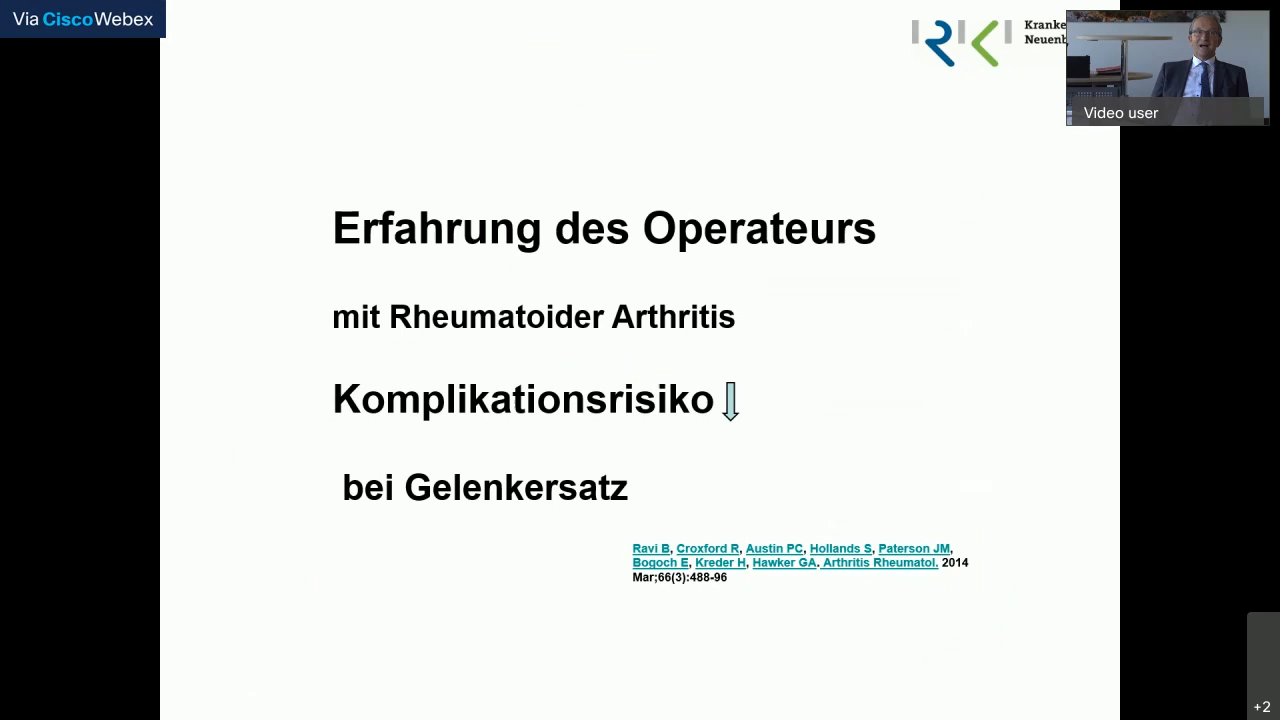 Via CiscoWebex
Kranke
Neuenb
Video user
Erfahrung des Operateurs
mit Rheumatoider Arthritis
Komplikationsrisiko
bei Gelenkersatz
Ravi B, Croxford R, Austin PC, Hollands S, Paterson JM,
Bogoch E, Kreder H, Hawker GA. Arthritis Rheumatol. 2014
Mar;66(3):488-96
+2